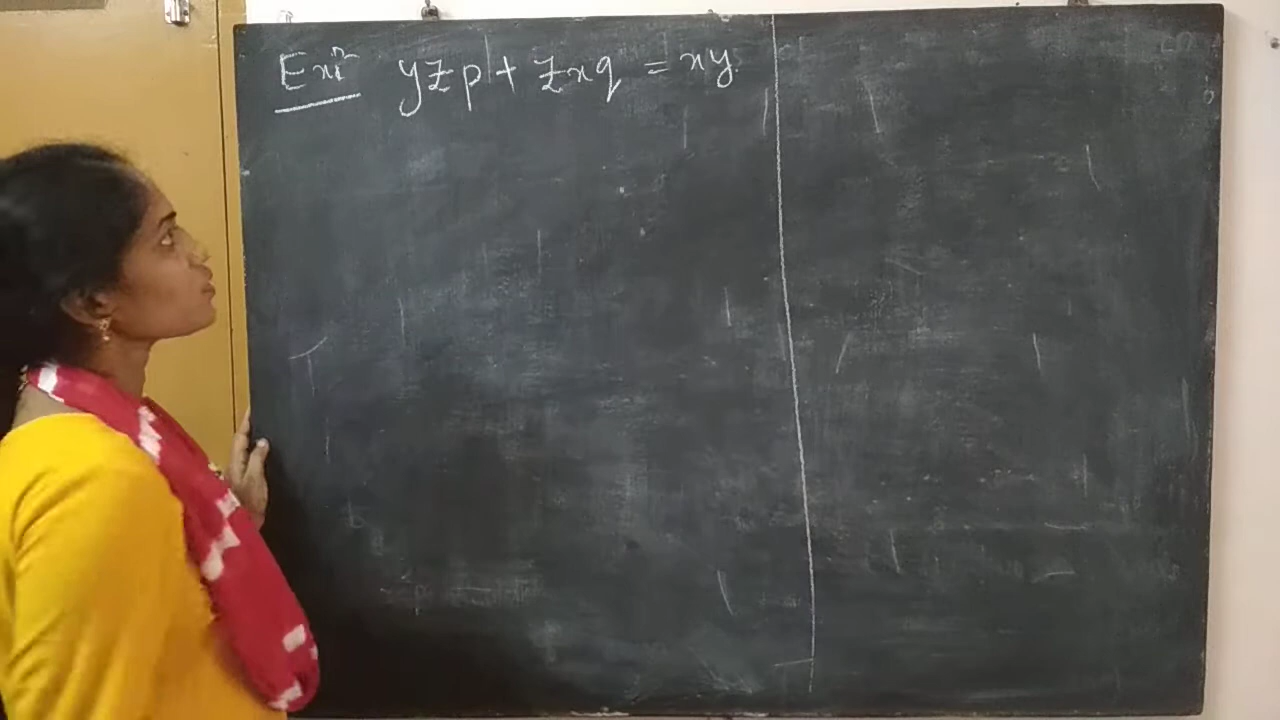 Ex:- yzp + zxq = xy.